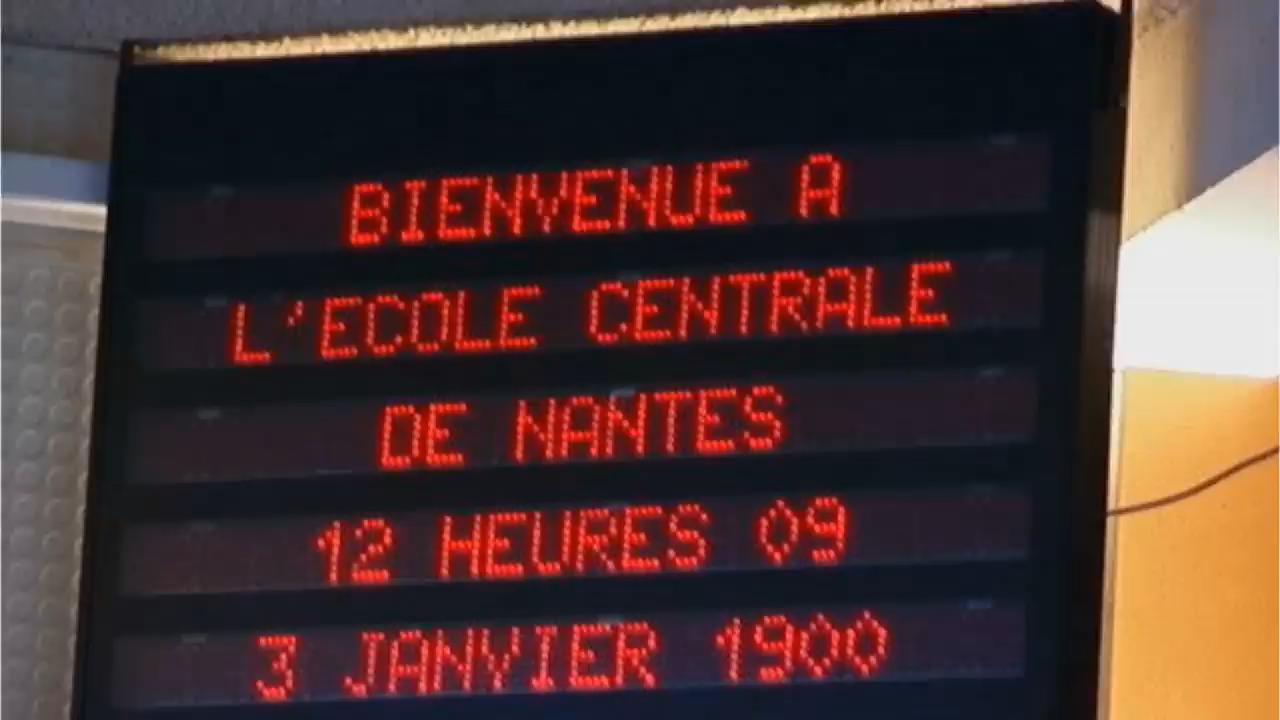 BIENVENUE A
L'ECOLE CENTRALE
DE NANTES
12 HEURES 09
3 JANVIER 1900